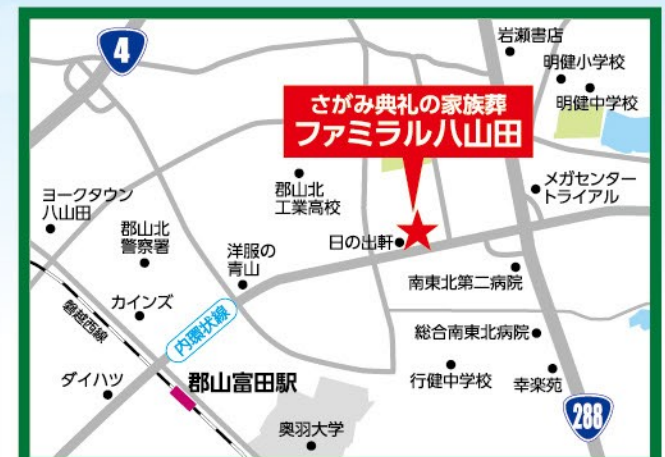 4
岩瀬書店
明健小学校
明健中学校
さがみ典礼の家族葬
ファミラル八山田
メガセンター
トライアル
郡山北
工業高校
ヨークタウン
八山田
郡山北
警察署
洋服の
青山
日の出軒
南東北第二病院
カインズ
磐越西線
内環状線
総合南東北病院
ダイハツ
郡山富田駅
行健中学校
幸楽苑
288
奥羽大学